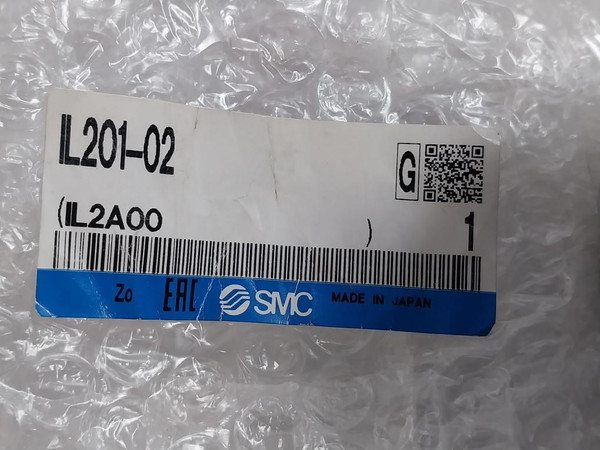 IL201-02
G
(IL2A00 )
1
Zo EAC SMC MADE IN JAPAN